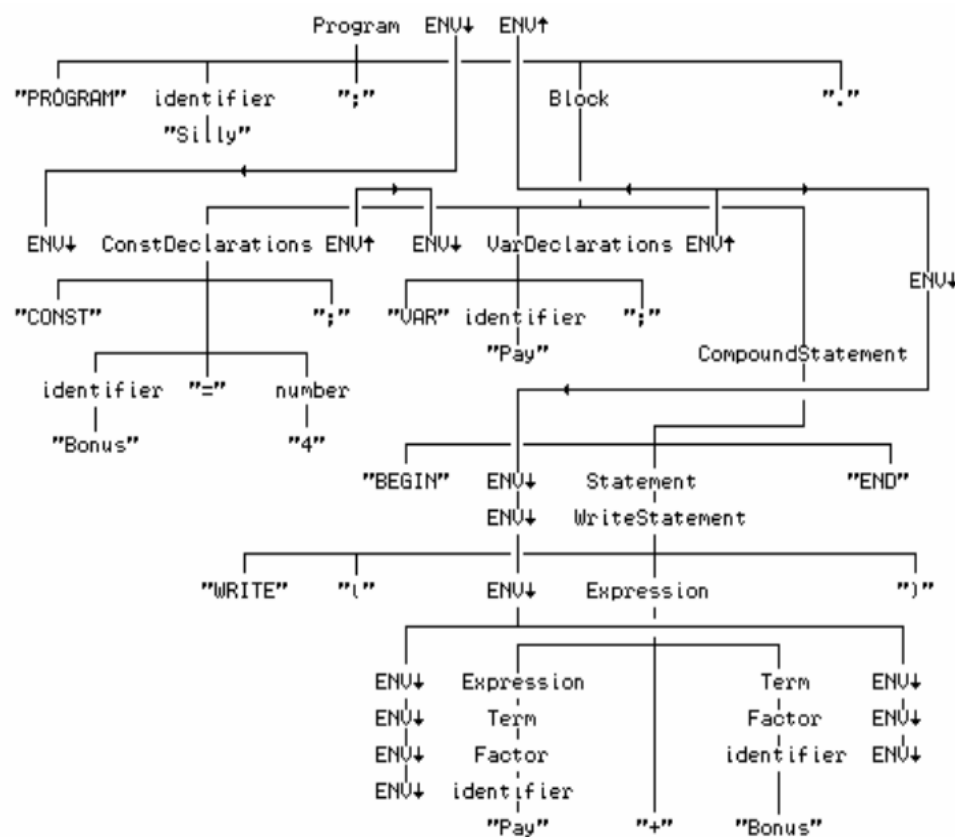 Program ENV↓ ENV↑
"PROGRAM" identifier ";" Block "."
"Silly"
ENV↓ ConstDeclarations ENV↑ ENV↓ VarDeclarations ENV↑
ENV↓
"CONST" ";" "VAR" identifier ";"
"Pay" CompoundStatement
identifier "=" number
"Bonus" "4"
"BEGIN" ENV↓ Statement "END"
ENV↓ WriteStatement
"WRITE" "(" ENV↓ Expression ")"
ENV↓ Expression Term ENV↓
ENV↓ Term Factor ENV↓
ENV↓ Factor identifier ENV↓
ENV↓ identifier
"Pay" "+" "Bonus"